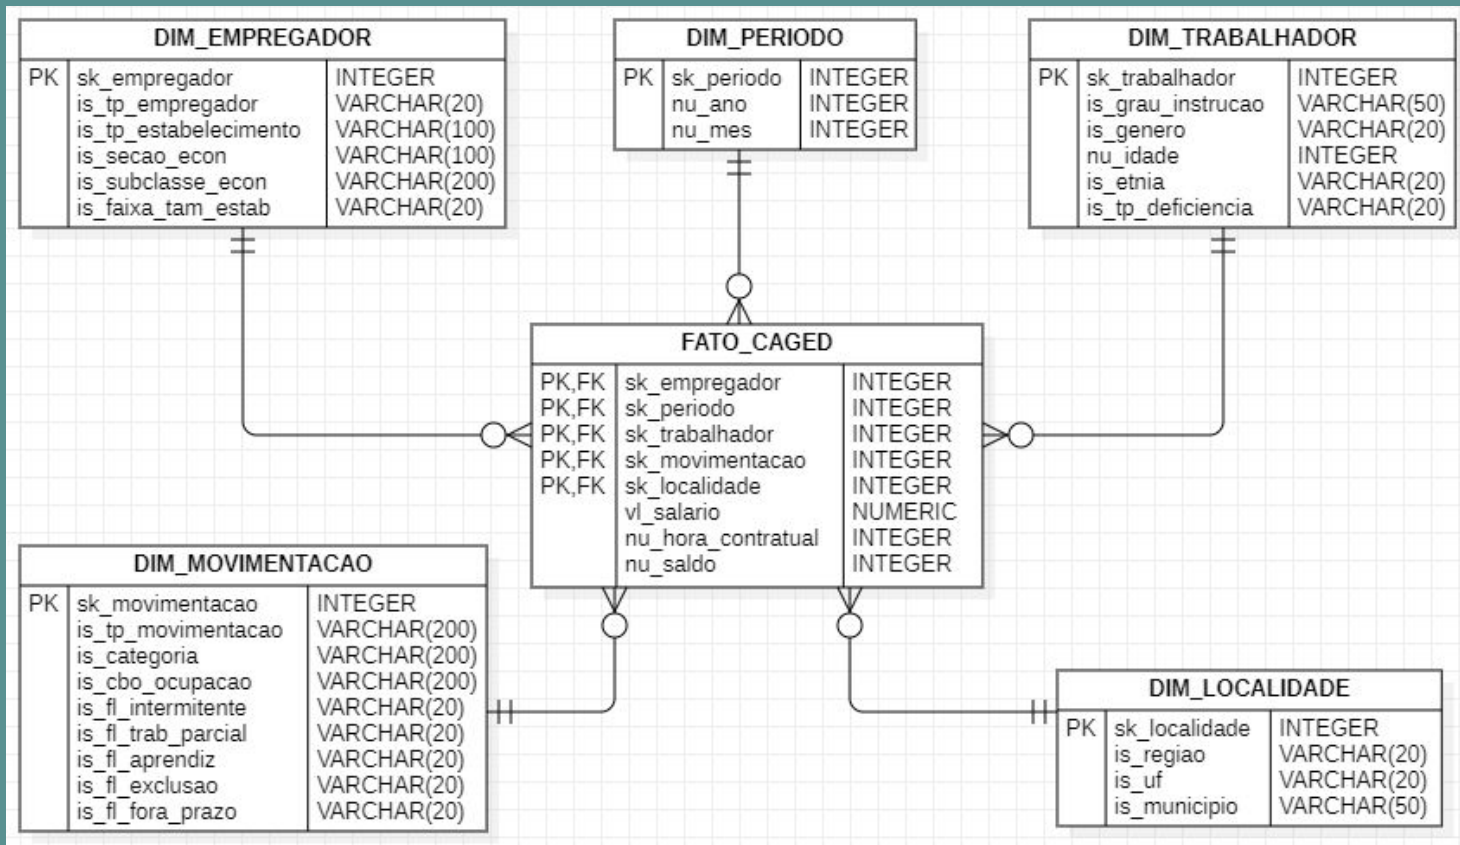 DIM_EMPREGADOR
PK sk_empregador INTEGER
is_tp_empregador VARCHAR(20)
is_tp_estabelecimento VARCHAR(100)
is_secao_econ VARCHAR(100)
is_subclasse_econ VARCHAR(200)
is_faixa_tam_estab VARCHAR(20)
DIM_PERIODO
PK sk_periodo INTEGER
nu_ano INTEGER
nu_mes INTEGER
DIM_TRABALHADOR
PK sk_trabalhador INTEGER
is_grau_instrucao VARCHAR(50)
is_genero VARCHAR(20)
nu_idade INTEGER
is_etnia VARCHAR(20)
is_tp_deficiencia VARCHAR(20)
FATO_CAGED
PK,FK sk_empregador INTEGER
PK,FK sk_periodo INTEGER
PK,FK sk_trabalhador INTEGER
PK,FK sk_movimentacao INTEGER
PK,FK sk_localidade INTEGER
vl_salario NUMERIC
nu_hora_contratual INTEGER
nu_saldo INTEGER
DIM_MOVIMENTACAO
PK sk_movimentacao INTEGER
is_tp_movimentacao VARCHAR(200)
is_categoria VARCHAR(200)
is_cbo_ocupacao VARCHAR(200)
is_fl_intermitente VARCHAR(20)
is_fl_trab_parcial VARCHAR(20)
is_fl_aprendiz VARCHAR(20)
is_fl_exclusao VARCHAR(20)
is_fl_fora_prazo VARCHAR(20)
DIM_LOCALIDADE
PK sk_localidade INTEGER
is_regiao VARCHAR(20)
is_uf VARCHAR(20)
is_municipio VARCHAR(50)